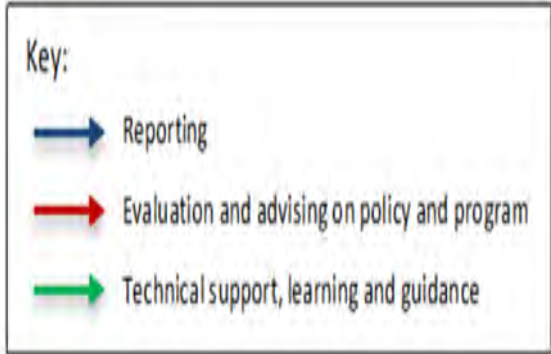 Key:
Reporting
Evaluation and advising on policy and program
Technical support, learning and guidance